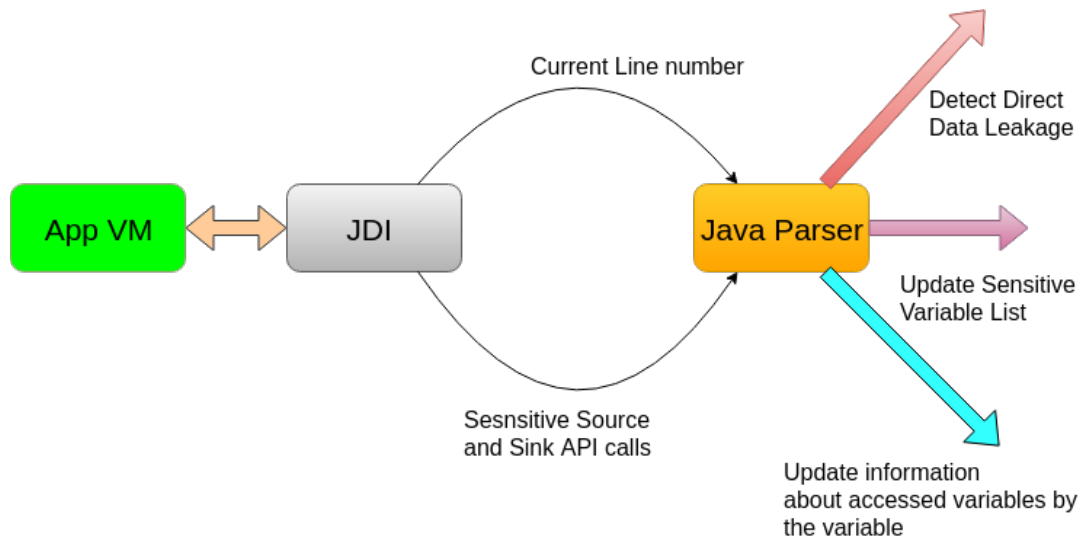 Current Line number
Detect Direct
Data Leakage
App VM
JDI
Java Parser
Update Sensitive
Variable List
Sesnsitive Source
and Sink API calls
Update information
about accessed variables by
the variable